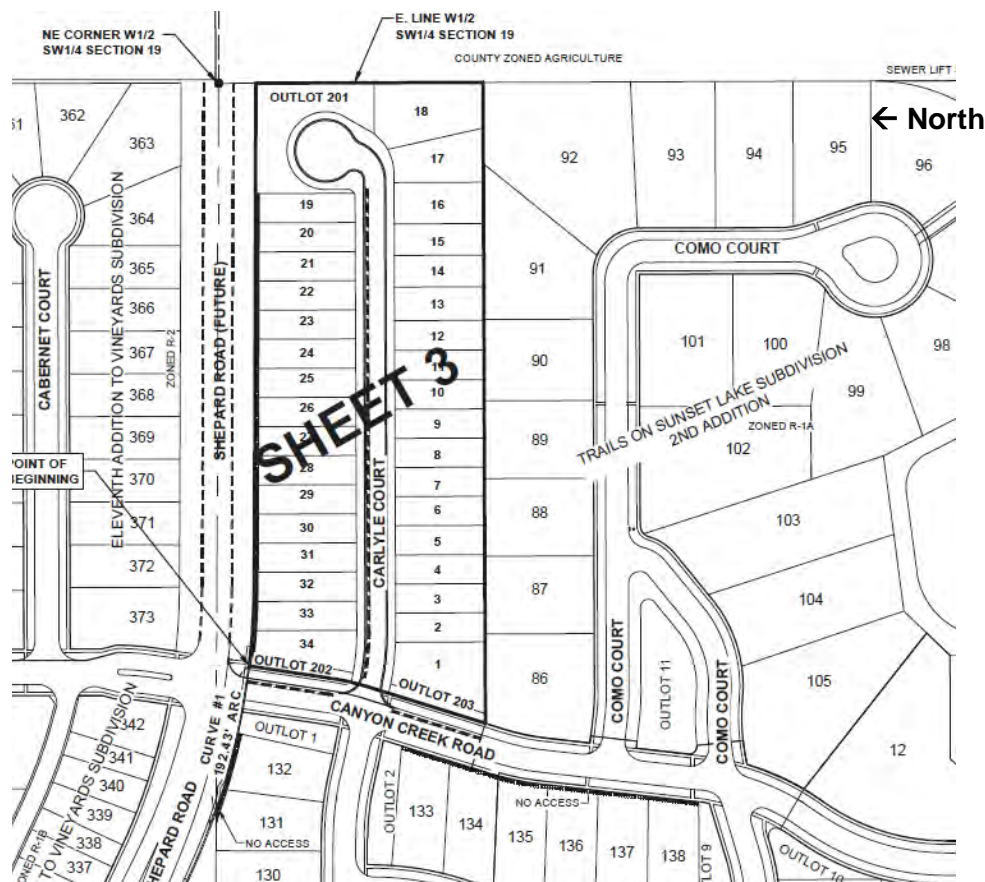 NE CORNER W1/2
SW1/4 SECTION 19
E. LINE W1/2
SW1/4 SECTION 19
COUNTY ZONED AGRICULTURE
SEWER LIFT
← North
OUTLOT 201
362
363
364
365
366
367
368
369
370
371
372
373
CABERNET COURT
ELEVENTH ADDITION TO VINEYARDS SUBDIVISION
ZONED R-2
SHEPARD ROAD (FUTURE)
18
17
16
15
14
13
12
11
10
9
8
7
6
5
4
3
2
1
19
20
21
22
23
24
25
26
28
29
30
31
32
33
34
SHEET 3
CARLYLE COURT
POINT OF
BEGINNING
OUTLOT 202
OUTLOT 203
92
93
94
95
96
91
90
89
88
87
86
COMO COURT
101
100
99
98
102
TRAILS ON SUNSET LAKE SUBDIVISION
2ND ADDITION
ZONED R-1A
103
104
105
12
COMO COURT
OUTLOT 11
COMO COURT
CANYON CREEK ROAD
CURVE #1
192.43' ARC
OUTLOT 1
132
131
130
NO ACCESS
OUTLOT 2
133
134
135
136
137
138
NO ACCESS
OUTLOT 10
342
341
340
339
338
337
TO VINEYARDS SUBDIVISION
ROAD